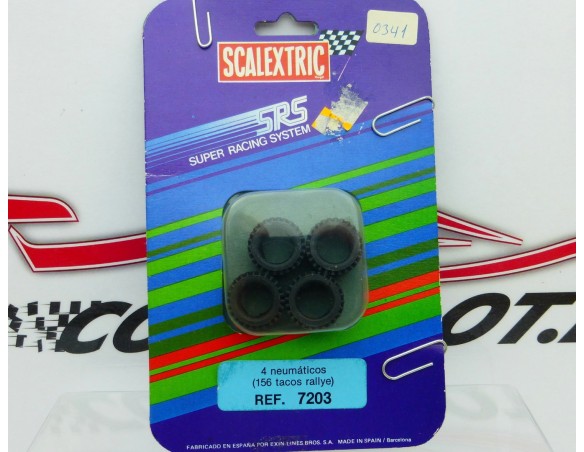 0341
SCALEXTRIC
SRS
SUPER RACING SYSTEM
4 neumáticos
(156 tacos rallye)
REF. 7203
FABRICADO EN ESPAÑA POR EXIN-LINES BROS. S.A. MADE IN SPAIN / Barcelona